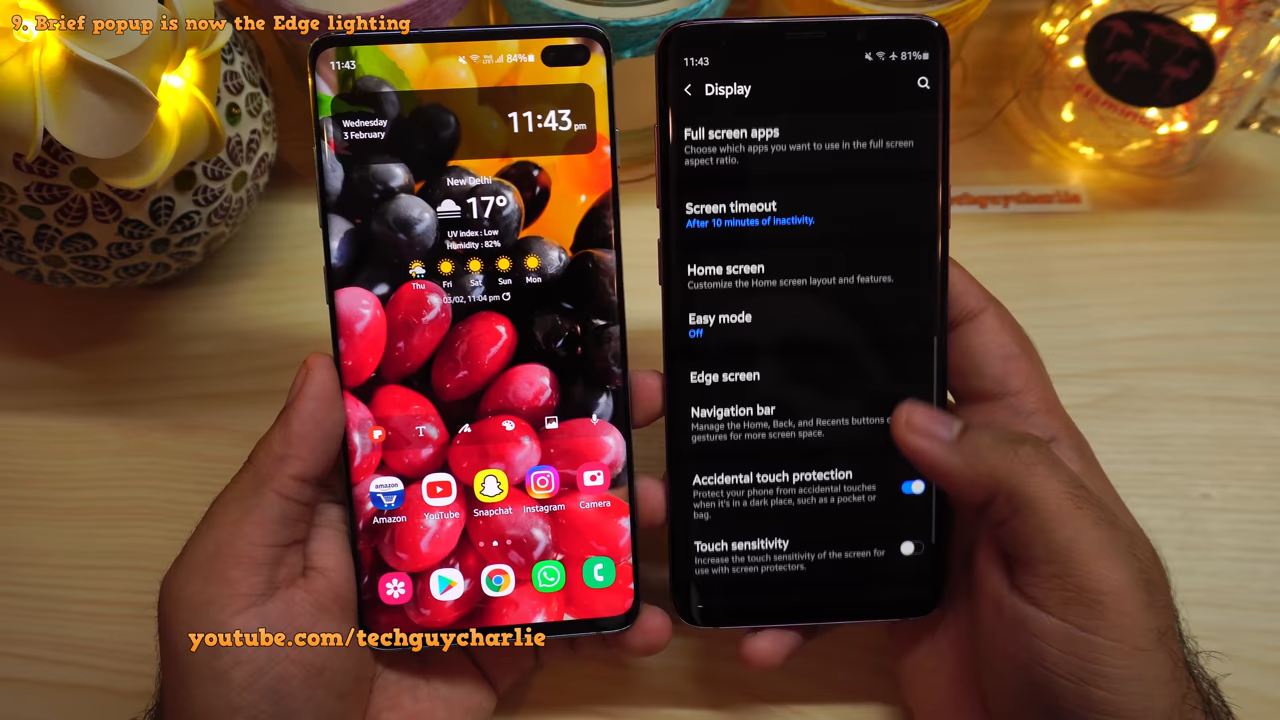 9. Brief popup is now the Edge lighting
11:43
84%
Wednesday
3 February
11:43 pm
New Delhi
17°
UV index : Low
Humidity : 82%
Thu Fri Sat Sun Mon
03/02, 11:04 pm
T
amazon
Amazon YouTube Snapchat Instagram Camera
youtube.com/techguycharlie
11:43
81%
Display
Full screen apps
Choose which apps you want to use in the full screen
aspect ratio.
Screen timeout
After 10 minutes of inactivity.
Home screen
Customize the Home screen layout and features.
Easy mode
Off
Edge screen
Navigation bar
Manage the Home, Back, and Recents buttons
gestures for more screen space.
Accidental touch protection
Protect your phone from accidental touches
when it's in a dark place, such as a pocket or
bag.
Touch sensitivity
Increase the touch sensitivity of the screen for
use with screen protectors.
techguycharlie